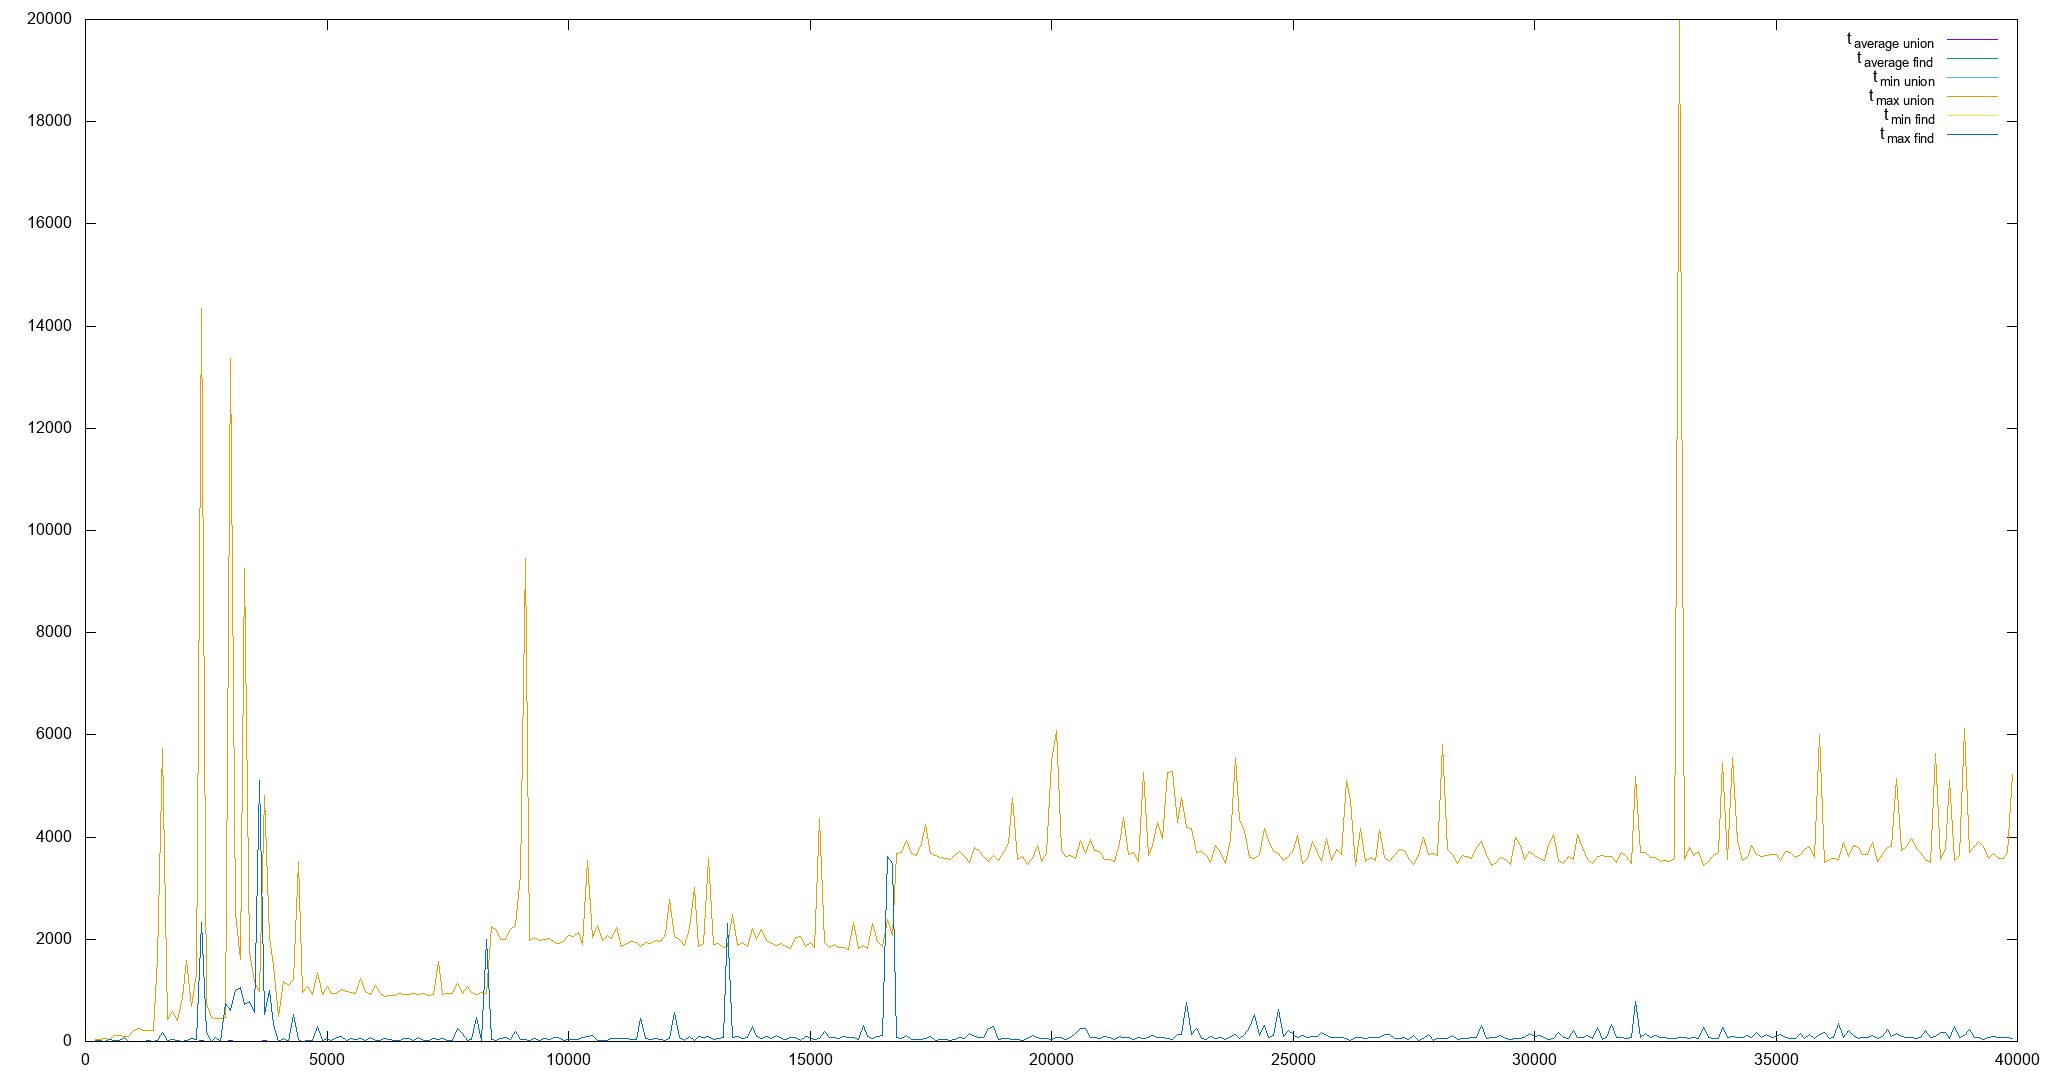 20000
18000
16000
14000
12000
10000
8000
6000
4000
2000
0
0 5000 10000 15000 20000 25000 30000 35000 40000
t average union
t average find
t min union
t max union
t min find
t max find